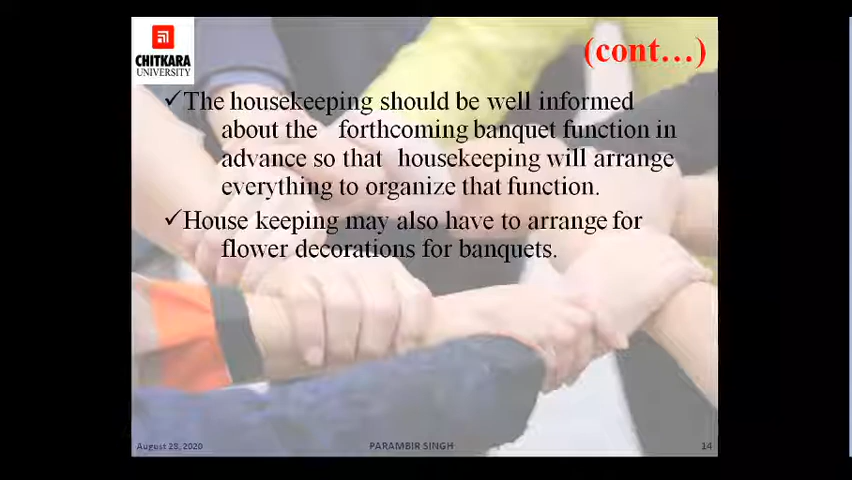 CHITKARA
UNIVERSITY
(cont...)
✓The housekeeping should be well informed
about the forthcoming banquet function in
advance so that housekeeping will arrange
everything to organize that function.
✓House keeping may also have to arrange for
flower decorations for banquets.
August 28, 2020 PARAMBIR SINGH 14